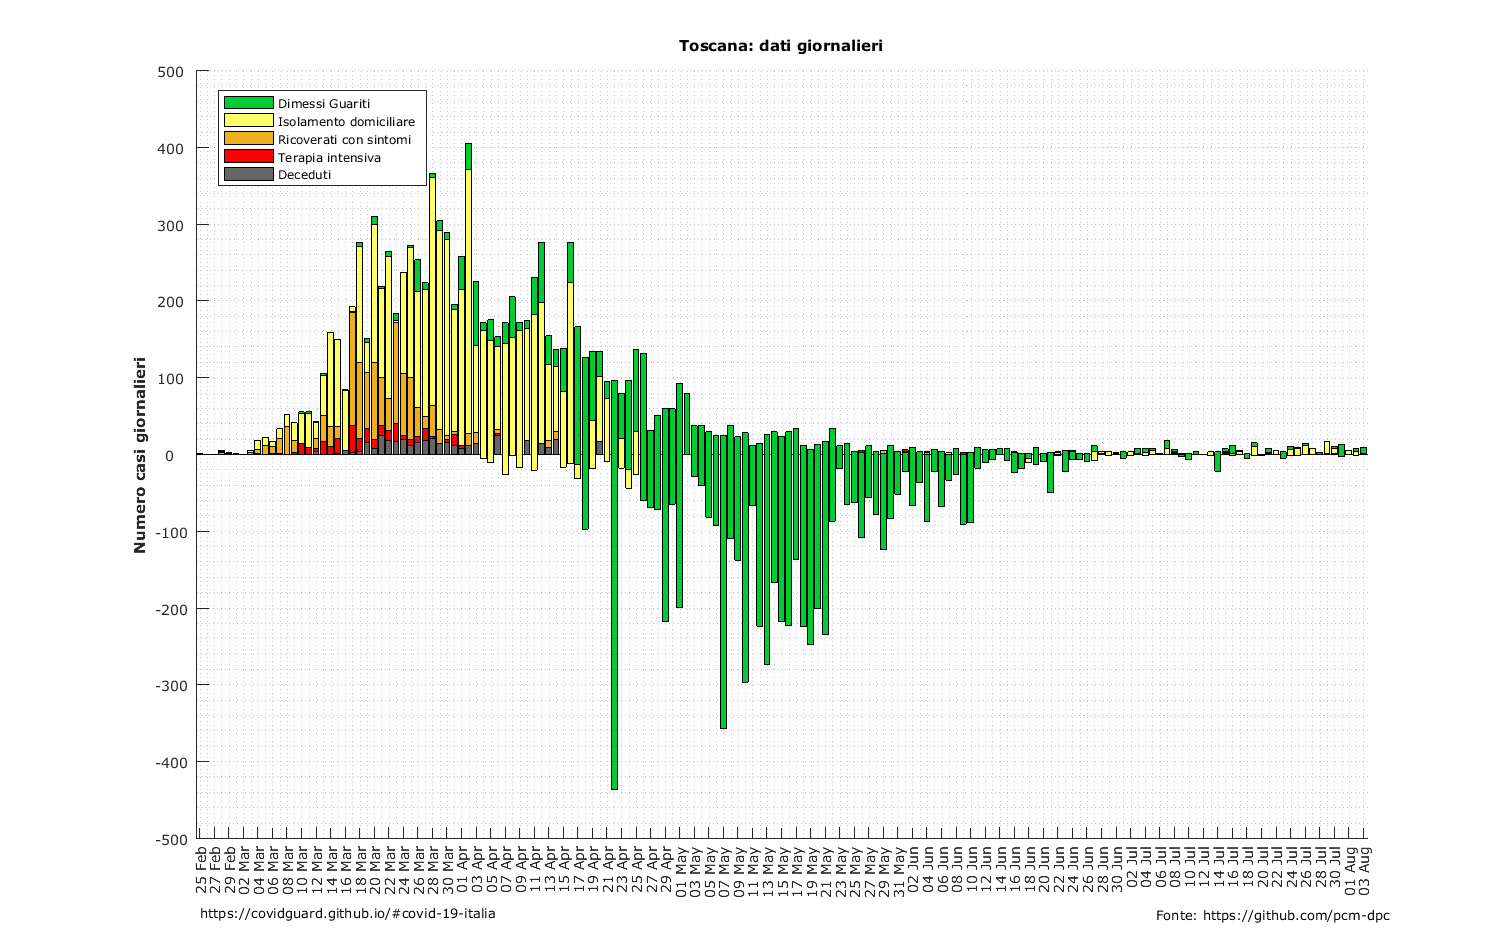 Toscana: dati giornalieri
500
400
300
200
100
0
-100
-200
-300
-400
-500
Numero casi giornalieri
Dimessi Guariti
Isolamento domiciliare
Ricoverati con sintomi
Terapia intensiva
Deceduti
25 Feb
27 Feb
29 Feb
02 Mar
04 Mar
06 Mar
08 Mar
10 Mar
12 Mar
14 Mar
16 Mar
18 Mar
20 Mar
22 Mar
24 Mar
26 Mar
28 Mar
30 Mar
01 Apr
03 Apr
05 Apr
07 Apr
09 Apr
11 Apr
13 Apr
15 Apr
17 Apr
19 Apr
21 Apr
23 Apr
25 Apr
27 Apr
29 Apr
01 May
03 May
05 May
07 May
09 May
11 May
13 May
15 May
17 May
19 May
21 May
23 May
25 May
27 May
29 May
31 May
02 Jun
04 Jun
06 Jun
08 Jun
10 Jun
12 Jun
14 Jun
16 Jun
18 Jun
20 Jun
22 Jun
24 Jun
26 Jun
28 Jun
30 Jun
02 Jul
04 Jul
06 Jul
08 Jul
10 Jul
12 Jul
14 Jul
16 Jul
18 Jul
20 Jul
22 Jul
24 Jul
26 Jul
28 Jul
30 Jul
01 Aug
03 Aug
https://covidguard.github.io/#covid-19-italia
Fonte: https://github.com/pcm-dpc